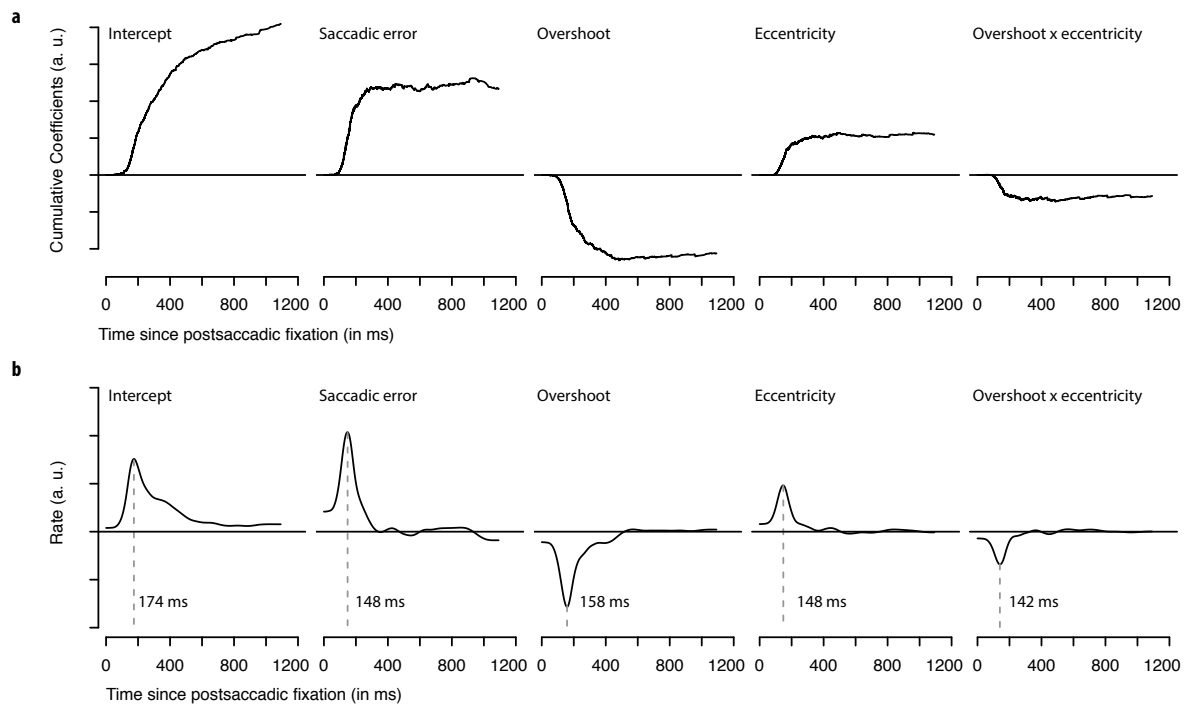 a
Intercept Saccadic error Overshoot Eccentricity Overshoot x eccentricity
Cumulative Coefficients (a. u.)
0 400 800 1200 0 400 800 1200 0 400 800 1200 0 400 800 1200 0 400 800 1200
Time since postsaccadic fixation (in ms)
b
Intercept Saccadic error Overshoot Eccentricity Overshoot x eccentricity
Rate (a. u.)
174 ms 148 ms 158 ms 148 ms 142 ms
0 400 800 1200 0 400 800 1200 0 400 800 1200 0 400 800 1200 0 400 800 1200
Time since postsaccadic fixation (in ms)